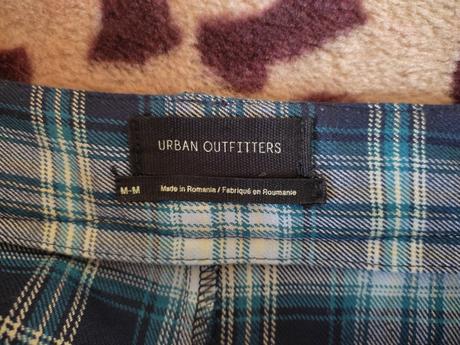 URBAN OUTFITTERS
M-M Made in Romania / Fabriqué en Roumanie